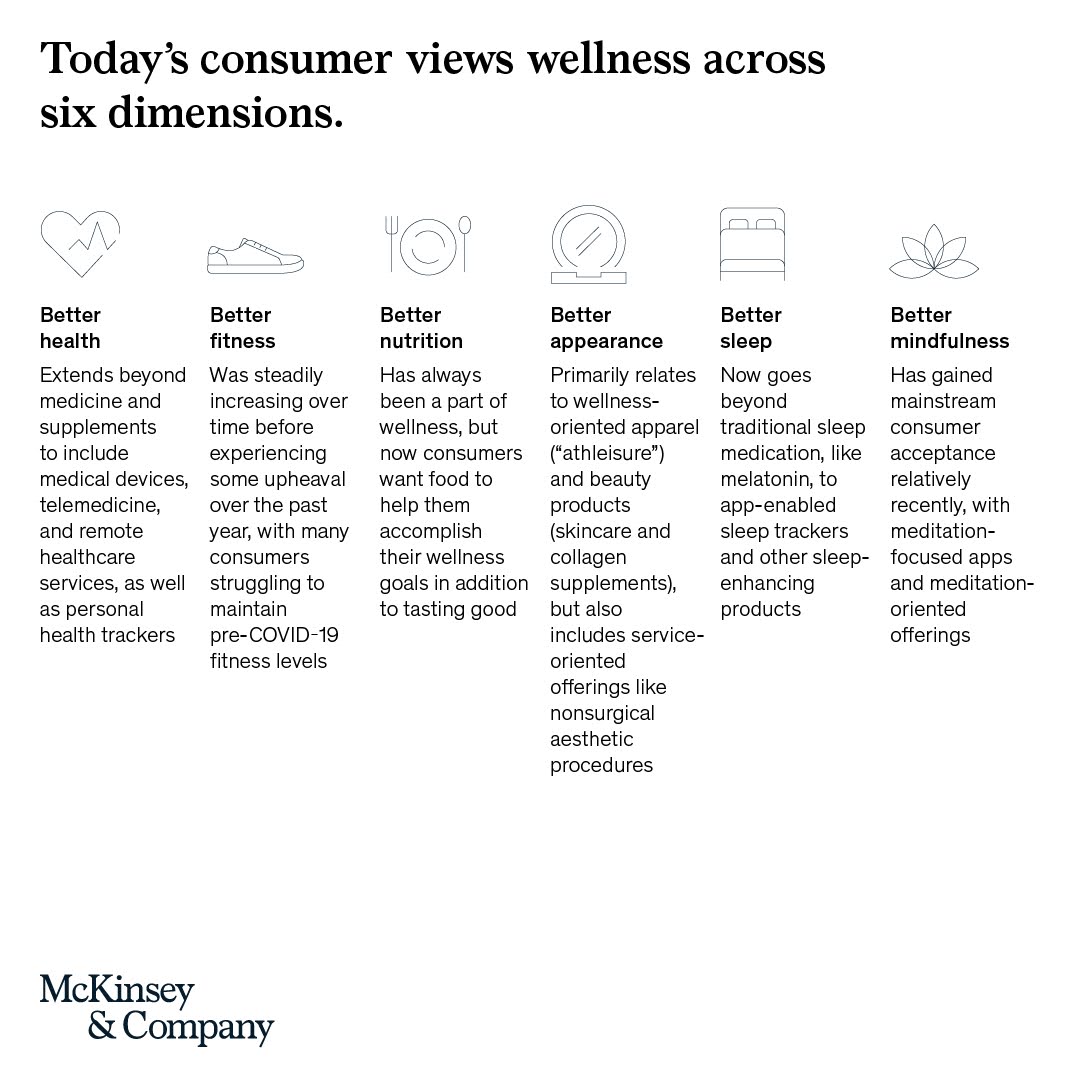 Today’s consumer views wellness across
six dimensions.
Better
health
Extends beyond
medicine and
supplements
to include
medical devices,
telemedicine,
and remote
healthcare
services, as well
as personal
health trackers
Better
fitness
Was steadily
increasing over
time before
experiencing
some upheaval
over the past
year, with many
consumers
struggling to
maintain
pre-COVID-19
fitness levels
Better
nutrition
Has always
been a part of
wellness, but
now consumers
want food to
help them
accomplish
their wellness
goals in addition
to tasting good
Better
appearance
Primarily relates
to wellness-
oriented apparel
(“athleisure”)
and beauty
products
(skincare and
collagen
supplements),
but also
includes service-
oriented
offerings like
nonsurgical
aesthetic
procedures
Better
sleep
Now goes
beyond
traditional sleep
medication, like
melatonin, to
app-enabled
sleep trackers
and other sleep-
enhancing
products
Better
mindfulness
Has gained
mainstream
consumer
acceptance
relatively
recently, with
meditation-
focused apps
and meditation-
oriented
offerings
McKinsey
& Company